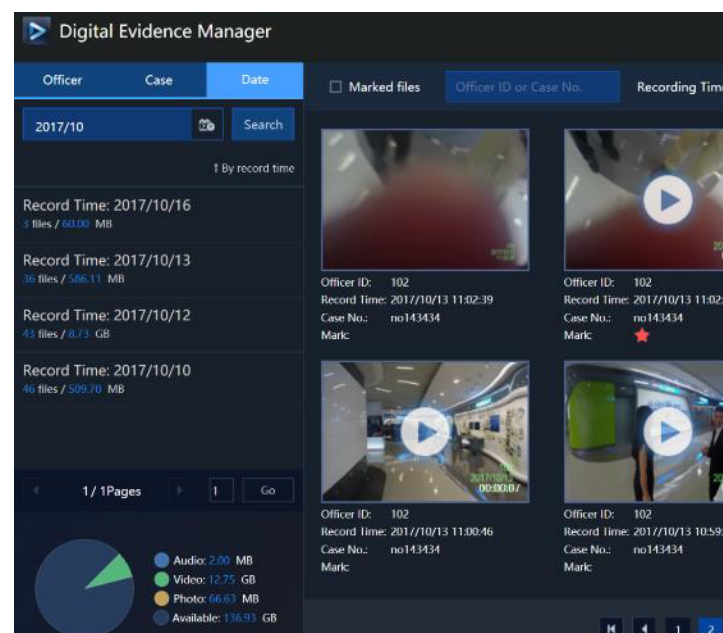 Digital Evidence Manager
Officer Case Date
2017/10 Search
↑ By record time
Record Time: 2017/10/16
3 files / 60.00 MB
Record Time: 2017/10/13
36 files / 586.11 MB
Record Time: 2017/10/12
43 files / 8.73 GB
Record Time: 2017/10/10
46 files / 509.70 MB
1/ 1Pages 1 Go
Audio: 2.00 MB
Video: 12.75 GB
Photo: 66.63 MB
Available: 136.93 GB
Marked files Officer ID or Case No. Recording Time
Officer ID: 102
Record Time: 2017/10/13 11:02:39
Case No.: no143434
Mark:
Officer ID: 102
Record Time: 2017/10/13 11:02:
Case No.: no143434
Mark:
2017/10/13
00:00:07
Officer ID: 102
Record Time: 2017/10/13 11:00:46
Case No.: no143434
Mark:
Officer ID: 102
Record Time: 2017/10/13 10:59:
Case No.: no143434
Mark:
1 2